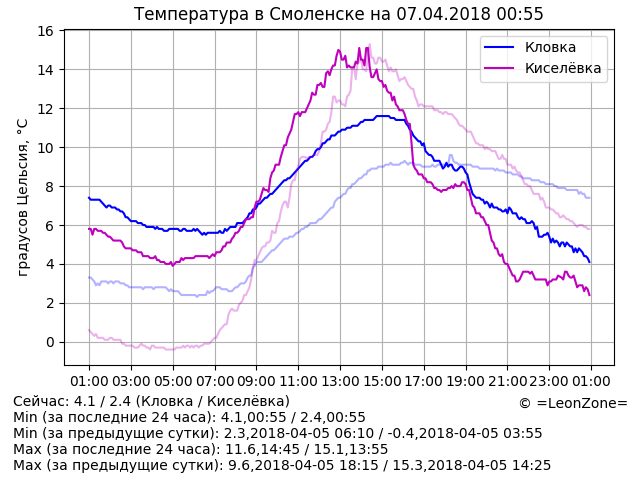 Температура в Смоленске на 07.04.2018 00:55
Кловка
Киселёвка
градусов Цельсия, °C
16
14
12
10
8
6
4
2
0
01:00 03:00 05:00 07:00 09:00 11:00 13:00 15:00 17:00 19:00 21:00 23:00 01:00
Сейчас: 4.1 / 2.4 (Кловка / Киселёвка)
© =LeonZone=
Min (за последние 24 часа): 4.1,00:55 / 2.4,00:55
Min (за предыдущие сутки): 2.3,2018-04-05 06:10 / -0.4,2018-04-05 03:55
Max (за последние 24 часа): 11.6,14:45 / 15.1,13:55
Max (за предыдущие сутки): 9.6,2018-04-05 18:15 / 15.3,2018-04-05 14:25